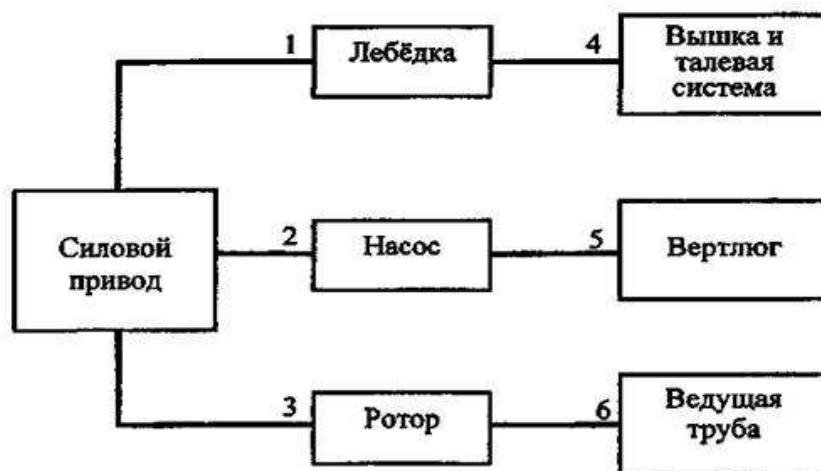 1
Лебёдка
4
Вышка и
талевая
система
Силовой
привод
2
Насос
5
Вертлюг
3
Ротор
6
Ведущая
труба